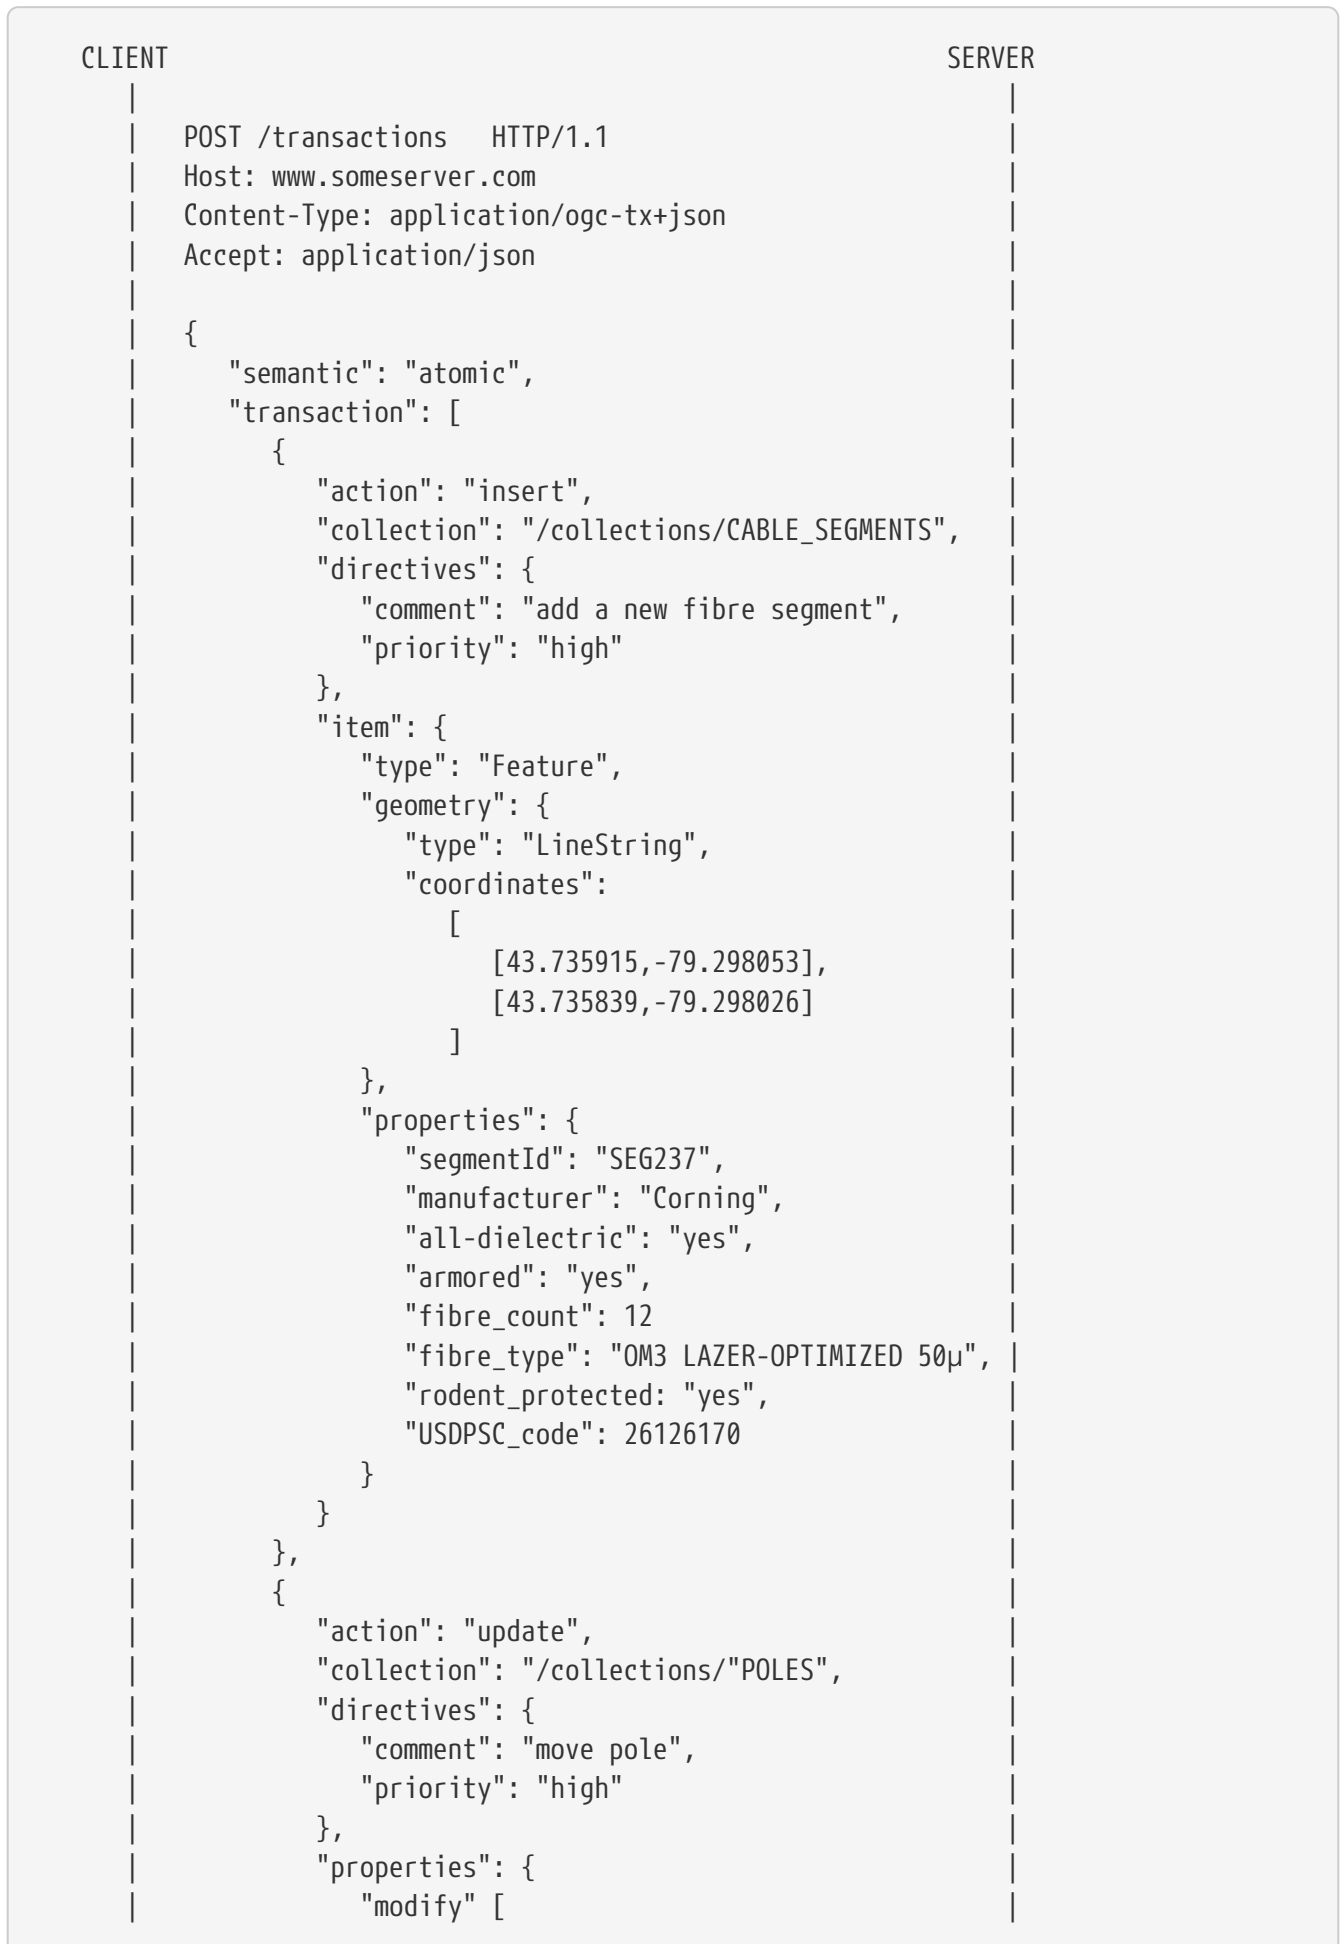 CLIENT                                                     SERVER
   |                                                           |
   |   POST /transactions   HTTP/1.1                           |
   |   Host: www.someserver.com                                |
   |   Content-Type: application/ogc-tx+json                   |
   |   Accept: application/json                                |
   |                                                           |
   |   {                                                       |
   |      "semantic": "atomic",                                |
   |      "transaction": [                                     |
   |         {                                                 |
   |            "action": "insert",                            |
   |            "collection": "/collections/CABLE_SEGMENTS",   |
   |            "directives": {                                |
   |               "comment": "add a new fibre segment",       |
   |               "priority": "high"                          |
   |            },                                             |
   |            "item": {                                      |
   |               "type": "Feature",                          |
   |               "geometry": {                               |
   |                  "type": "LineString",                    |
   |                  "coordinates":                           |
   |                     [                                     |
   |                        [43.735915,-79.298053],            |
   |                        [43.735839,-79.298026]             |
   |                     ]                                     |
   |               },                                          |
   |               "properties": {                             |
   |                  "segmentId": "SEG237",                   |
   |                  "manufacturer": "Corning",               |
   |                  "all-dielectric": "yes",                 |
   |                  "armored": "yes",                        |
   |                  "fibre_count": 12                        |
   |                  "fibre_type": "OM3 LAZER-OPTIMIZED 50µ", |
   |                  "rodent_protected: "yes",                |
   |                  "USDPSC_code": 26126170                  |
   |               }                                           |
   |            }                                              |
   |         },                                                |
   |         {                                                 |
   |            "action": "update",                            |
   |            "collection": "/collections/"POLES",           |
   |            "directives": {                                |
   |               "comment": "move pole",                     |
   |               "priority": "high"                          |
   |            },                                             |
   |            "properties": {                                |
   |               "modify" [                                  |